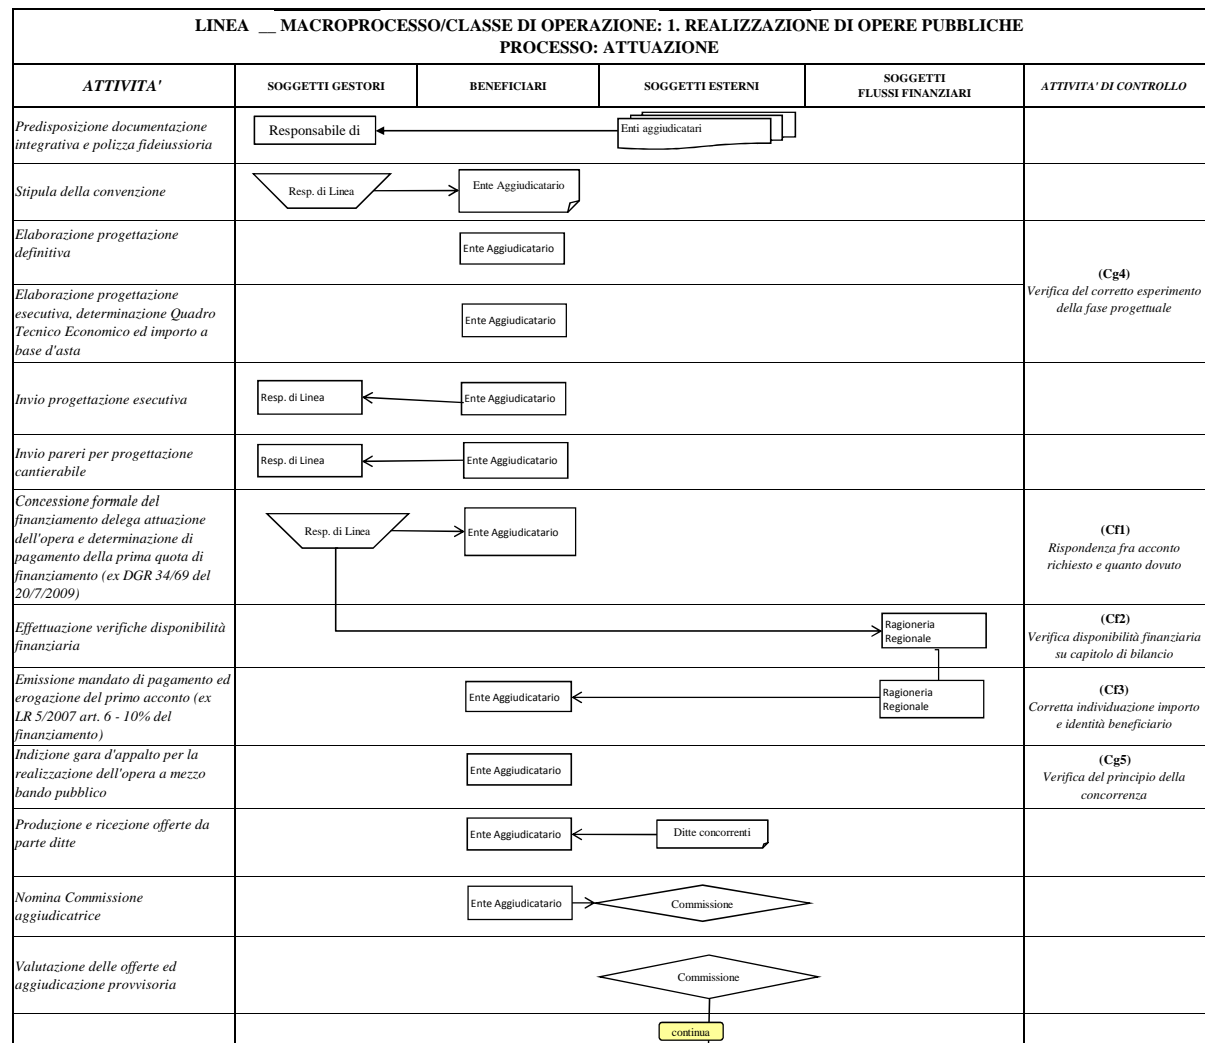 LINEA __ MACROPROCESSO/CLASSE DI OPERAZIONE: 1. REALIZZAZIONE DI OPERE PUBBLICHE
PROCESSO: ATTUAZIONE
ATTIVITA'
SOGGETTI GESTORI
BENEFICIARI
SOGGETTI ESTERNI
SOGGETTI
FLUSSI FINANZIARI
ATTIVITA' DI CONTROLLO
Predisposizione documentazione
integrativa e polizza fideiussioria
Responsabile di
Enti aggiudicatari
Stipula della convenzione
Resp. di Linea
Ente Aggiudicatario
Elaborazione progettazione
definitiva
Ente Aggiudicatario
(Cg4)
Verifica del corretto esperimento
della fase progettuale
Elaborazione progettazione
esecutiva, determinazione Quadro
Tecnico Economico ed importo a
base d'asta
Ente Aggiudicatario
Invio progettazione esecutiva
Resp. di Linea
Ente Aggiudicatario
Invio pareri per progettazione
cantierabile
Resp. di Linea
Ente Aggiudicatario
Concessione formale del
finanziamento delega attuazione
dell'opera e determinazione di
pagamento della prima quota di
finanziamento (ex DGR 34/69 del
20/7/2009)
Resp. di Linea
Ente Aggiudicatario
(Cf1)
Rispondenza fra acconto
richiesto e quanto dovuto
Effettuazione verifiche disponibilità
finanziaria
Ragioneria
Regionale
(Cf2)
Verifica disponibilità finanziaria
su capitolo di bilancio
Emissione mandato di pagamento ed
erogazione del primo acconto (ex
LR 5/2007 art. 6 - 10% del
finanziamento)
Ente Aggiudicatario
Ragioneria
Regionale
(Cf3)
Corretta individuazione importo
e identità beneficiario
Indizione gara d'appalto per la
realizzazione dell'opera a mezzo
bando pubblico
Ente Aggiudicatario
(Cg5)
Verifica del principio della
concorrenza
Produzione e ricezione offerte da
parte ditte
Ente Aggiudicatario
Ditte concorrenti
Nomina Commissione
aggiudicatrice
Ente Aggiudicatario
Commissione
Valutazione delle offerte ed
aggiudicazione provvisoria
Commissione
continua